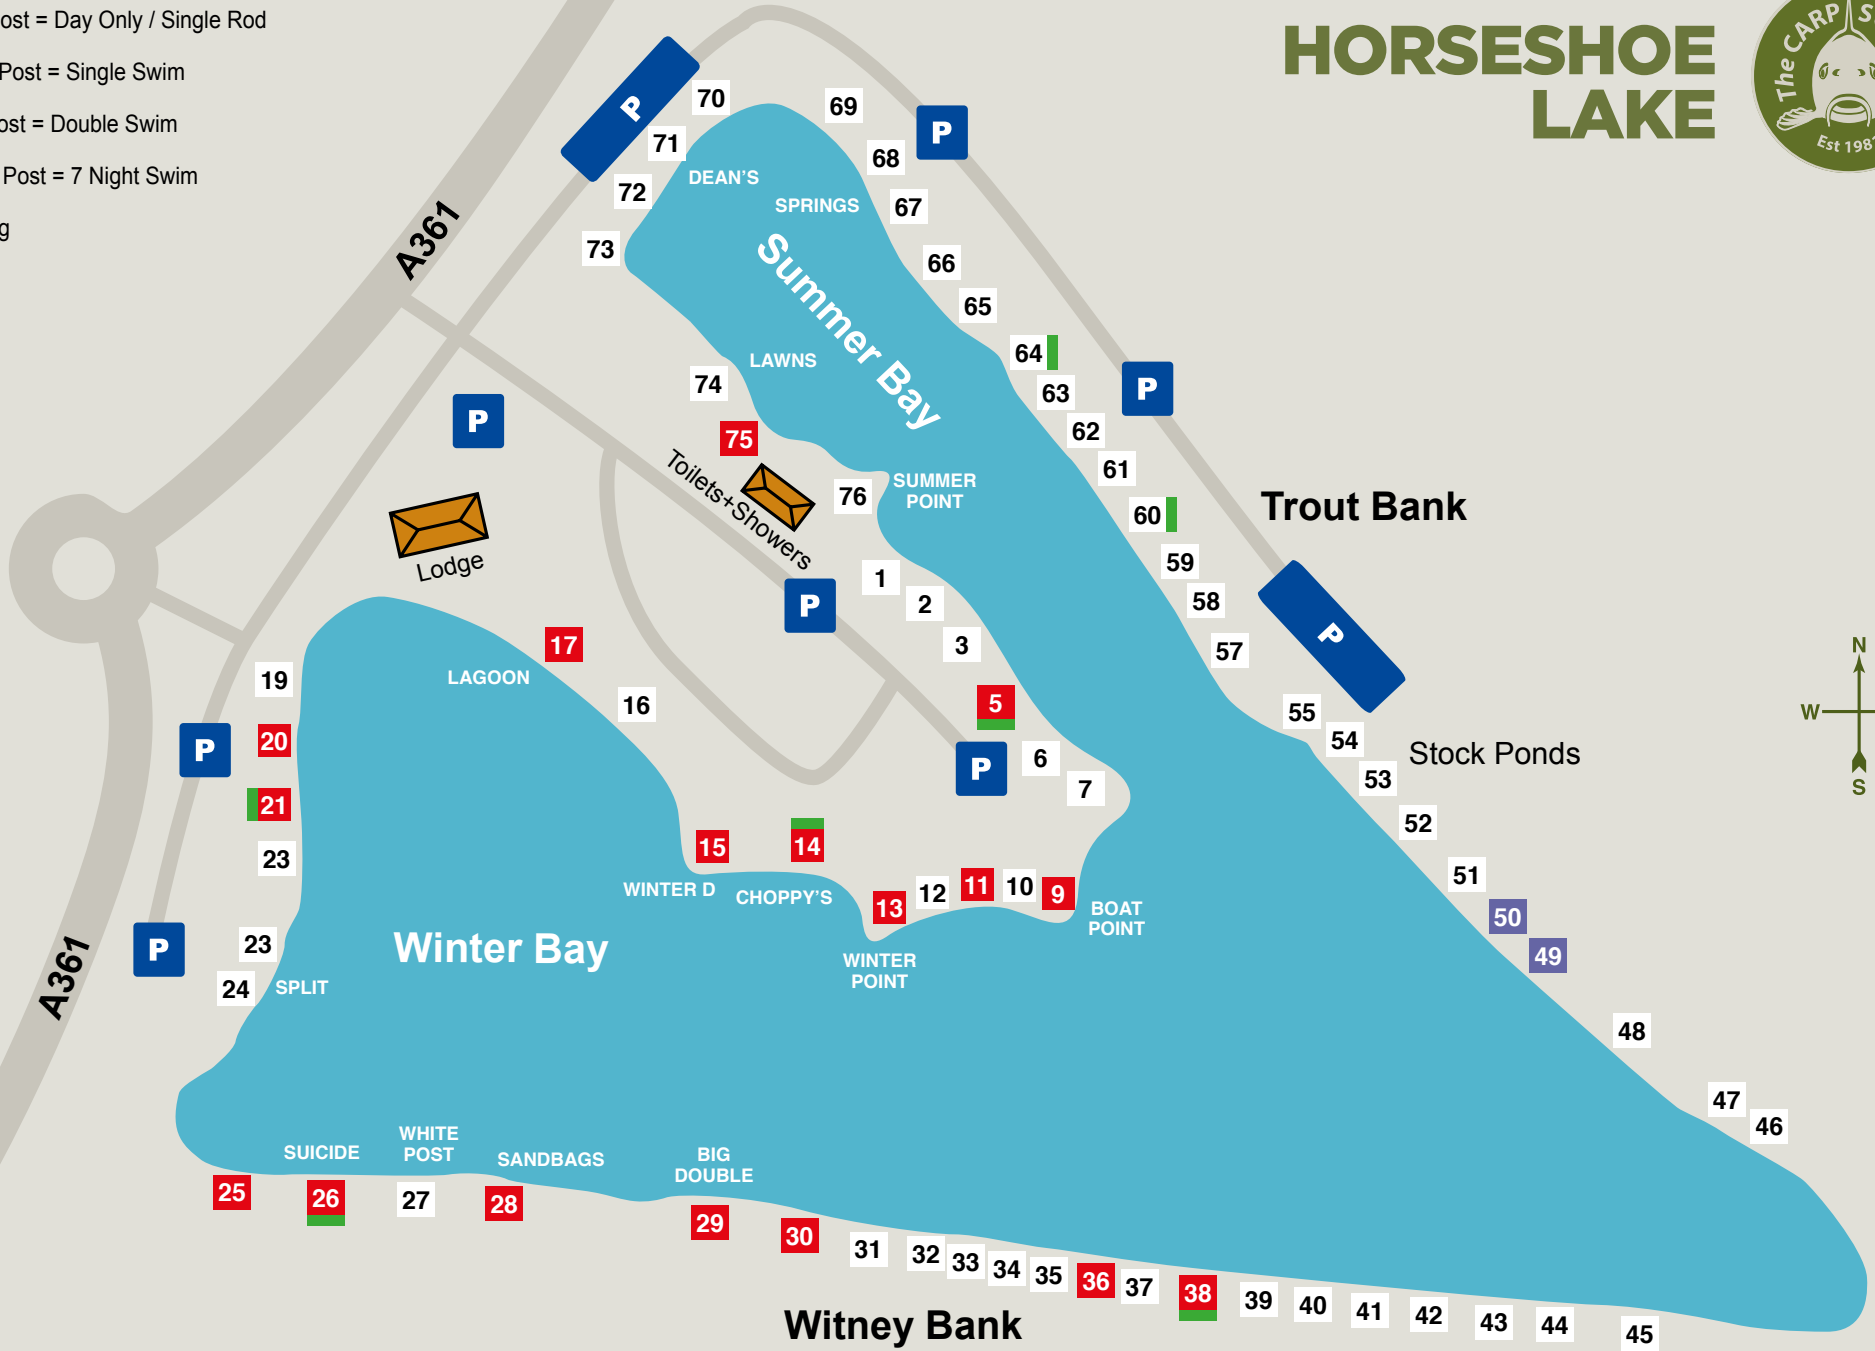 ost = Day Only / Single Rod
Post = Single Swim
ost = Double Swim
Post = 7 Night Swim
g
HORSESHOE
LAKE
The CARP S
Est 198
A361
P
70
69
P
71
68
DEAN'S
72
SPRINGS
67
73
66
Summer Bay
65
LAWNS
64
74
63
P
P
62
75
61
Toilets+Showers
76
SUMMER
POINT
60
Trout Bank
Lodge
59
1
P
2
58
P
3
57
17
19
LAGOON
16
5
55
N
W
S
20
P
54
Stock Ponds
6
P
53
7
21
14
52
23
15
51
WINTER D
CHOPPY'S
13
12
11
10
9
BOAT
POINT
50
23
P
Winter Bay
49
A361
24
SPLIT
WINTER
POINT
48
47
46
SUICIDE
WHITE
POST
SANDBAGS
BIG
DOUBLE
25
26
27
28
29
30
31
32
33
34
35
36
37
38
39
40
41
42
43
44
45
Witney Bank